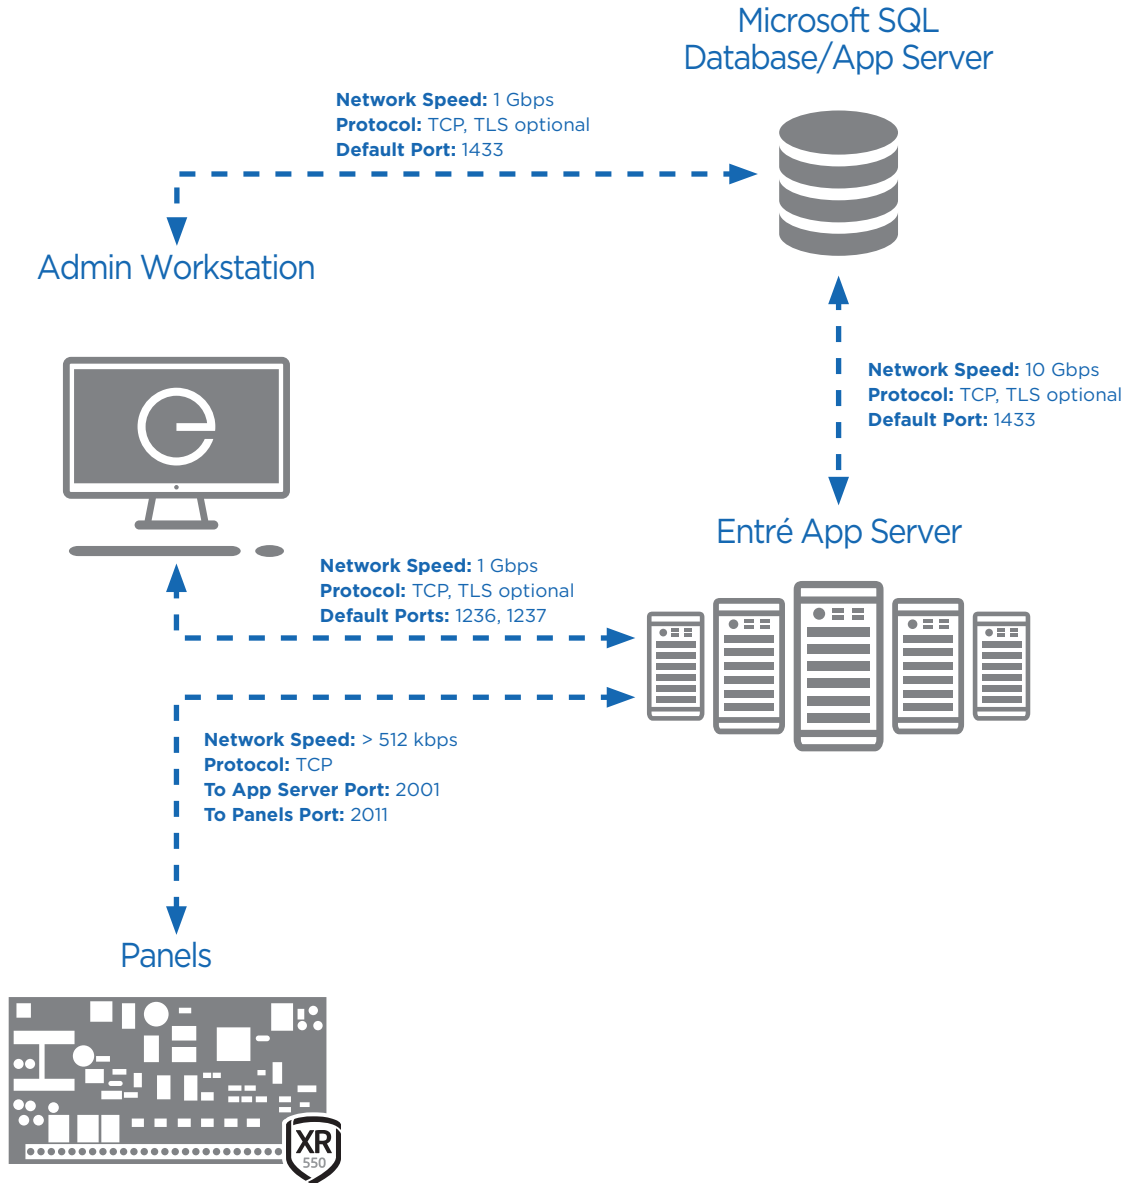 Microsoft SQL
Database/App Server
Network Speed: 1 Gbps
Protocol: TCP, TLS optional
Default Port: 1433
Admin Workstation
Network Speed: 10 Gbps
Protocol: TCP, TLS optional
Default Port: 1433
Entré App Server
Network Speed: 1 Gbps
Protocol: TCP, TLS optional
Default Ports: 1236, 1237
Network Speed: > 512 kbps
Protocol: TCP
To App Server Port: 2001
To Panels Port: 2011
Panels
XR
550